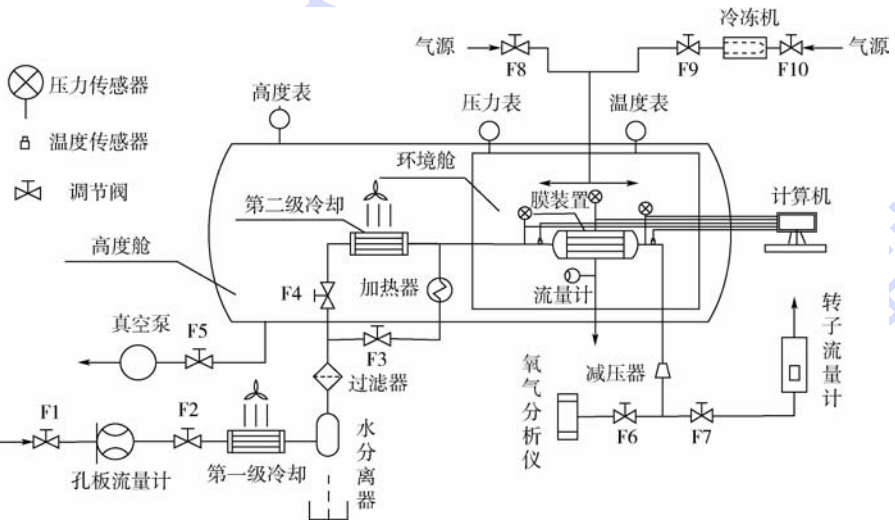 冷冻机
气源
F8
F9
F10
气源
压力传感器
高度表
压力表
温度表
温度传感器
环境舱
调节阀
膜装置
计算机
第二级冷却
高度舱
F4
加热器
流量计
真空泵
F5
F3
转子流量计
过滤器
氧气分析仪
减压器
F1
F2
F6
F7
水分离器
孔板流量计
第一级冷却